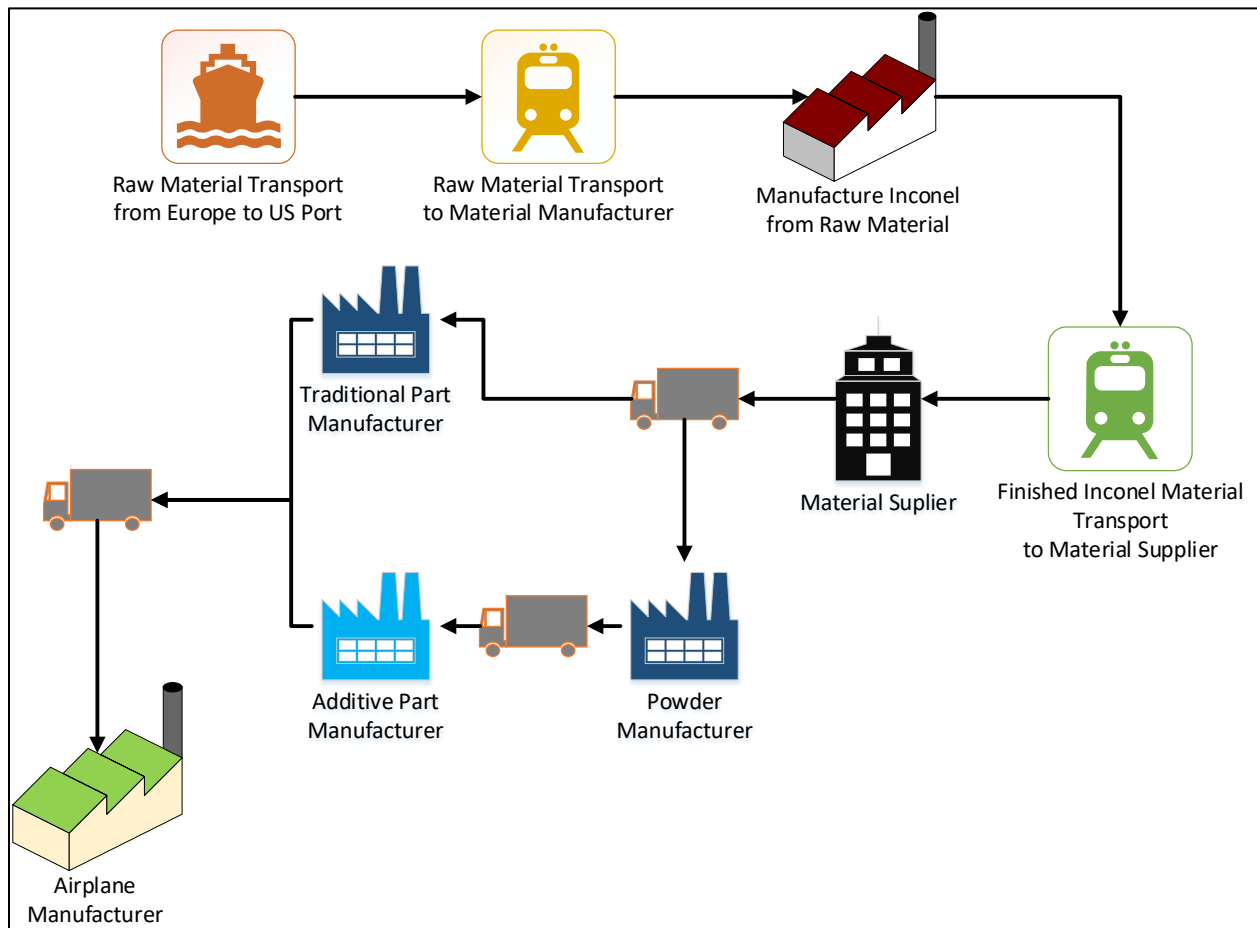 Raw Material Transport
from Europe to US Port
Raw Material Transport
to Material Manufacturer
Manufacture Inconel
from Raw Material
Traditional Part
Manufacturer
Material Suplier
Finished Inconel Material
Transport
to Material Supplier
Additive Part
Manufacturer
Powder
Manufacturer
Airplane
Manufacturer